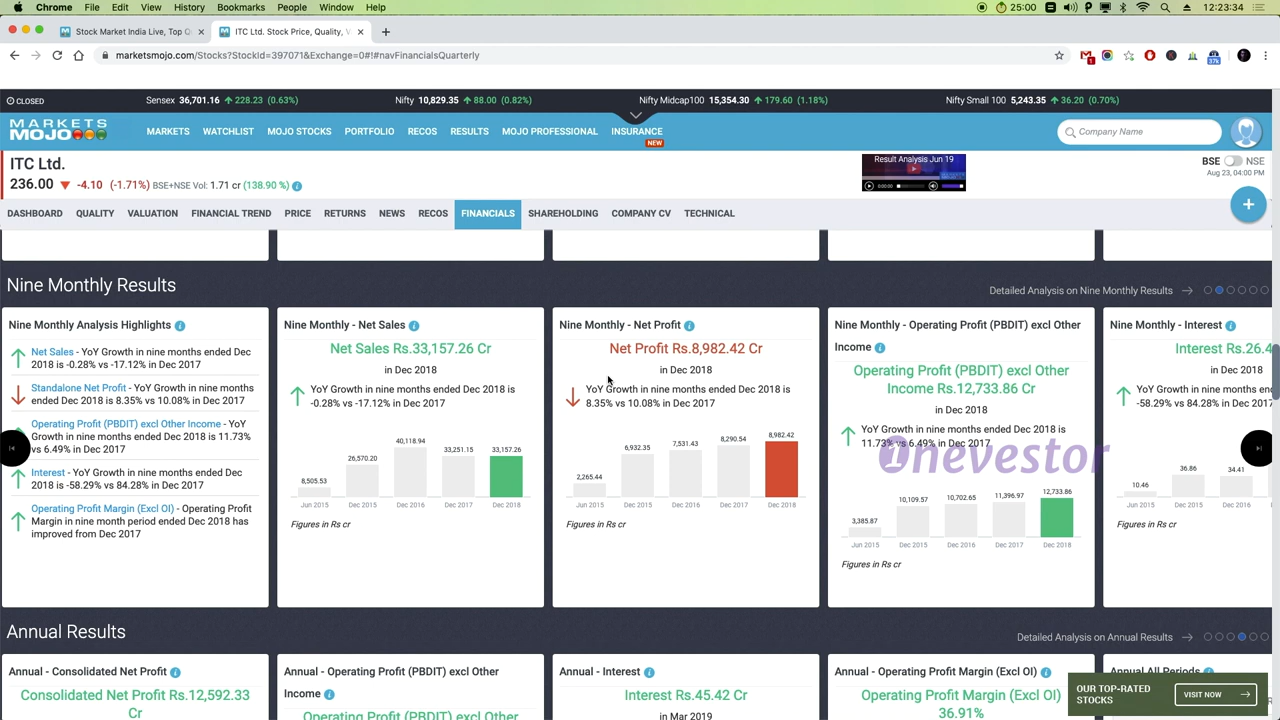 Chrome File Edit View History Bookmarks People Window Help 25:00 12:23:34
Stock Market India Live, Top Q ITC Ltd. Stock Price, Quality, V
marketsmojo.com/Stocks?StockId=397071&Exchange=0#!#navFinancialsQuarterly
CLOSED Sensex 36,701.16 228.23 (0.63%) Nifty 10,829.35 88.00 (0.82%) Nifty Midcap100 15,354.30 179.60 (1.18%) Nifty Small 100 5,243.35 36.20 (0.70%)
MARKETS MOJO MARKETS WATCHLIST MOJO STOCKS PORTFOLIO RECOS RESULTS MOJO PROFESSIONAL INSURANCE Company Name
NEW
ITC Ltd. Result Analysis Jun 19 BSE NSE
236.00 -4.10 (-1.71%) BSE+NSE Vol: 1.71 cr (138.90 %) Aug 23, 04:00 PM
0:00:00
DASHBOARD QUALITY VALUATION FINANCIAL TREND PRICE RETURNS NEWS RECOS FINANCIALS SHAREHOLDING COMPANY CV TECHNICAL
Nine Monthly Results Detailed Analysis on Nine Monthly Results
Nine Monthly Analysis Highlights
Net Sales - YoY Growth in nine months ended Dec
2018 is -0.28% vs -17.12% in Dec 2017
Standalone Net Profit - YoY Growth in nine months
ended Dec 2018 is 8.35% vs 10.08% in Dec 2017
Operating Profit (PBDIT) excl Other Income - YoY
Growth in nine months ended Dec 2018 is 11.73%
vs 6.49% in Dec 2017
Interest - YoY Growth in nine months ended Dec
2018 is -58.29% vs 84.28% in Dec 2017
Operating Profit Margin (Excl OI) - Operating Profit
Margin in nine month period ended Dec 2018 has
improved from Dec 2017
Nine Monthly - Net Sales
Net Sales Rs.33,157.26 Cr
in Dec 2018
YoY Growth in nine months ended Dec 2018 is
-0.28% vs -17.12% in Dec 2017
8,505.53 26,570.20 40,118.94 33,251.15 33,157.26
Jun 2015 Dec 2015 Dec 2016 Dec 2017 Dec 2018
Figures in Rs cr
Nine Monthly - Net Profit
Net Profit Rs.8,982.42 Cr
in Dec 2018
YoY Growth in nine months ended Dec 2018 is
8.35% vs 10.08% in Dec 2017
2,265.44 6,932.35 7,531.43 8,290.54 8,982.42
Jun 2015 Dec 2015 Dec 2016 Dec 2017 Dec 2018
Figures in Rs cr
Nine Monthly - Operating Profit (PBDIT) excl Other
Income
Operating Profit (PBDIT) excl Other
Income Rs.12,733.86 Cr
in Dec 2018
YoY Growth in nine months ended Dec 2018 is
11.73% vs 6.49% in Dec 2017
3,385.87 10,109.57 10,702.65 11,396.97 12,733.86
Jun 2015 Dec 2015 Dec 2016 Dec 2017 Dec 2018
Figures in Rs cr
Onevestor
Nine Monthly - Interest
Interest Rs.26.4
in Dec 2018
YoY Growth in nine months ended De
-58.29% vs 84.28% in Dec 2017
10.46 36.86 34.41
Jun 2015 Dec 2015 Dec 2016
Figures in Rs cr
Annual Results Detailed Analysis on Annual Results
Annual - Consolidated Net Profit
Consolidated Net Profit Rs.12,592.33
Cr
Annual - Operating Profit (PBDIT) excl Other
Income
Operating Profit (PBDIT) excl Other
Annual - Interest
Interest Rs.45.42 Cr
in Mar 2019
Annual - Operating Profit Margin (Excl OI)
Operating Profit Margin (Excl OI)
36.91%
Annual All Periods
OUR TOP-RATED
STOCKS
VISIT NOW